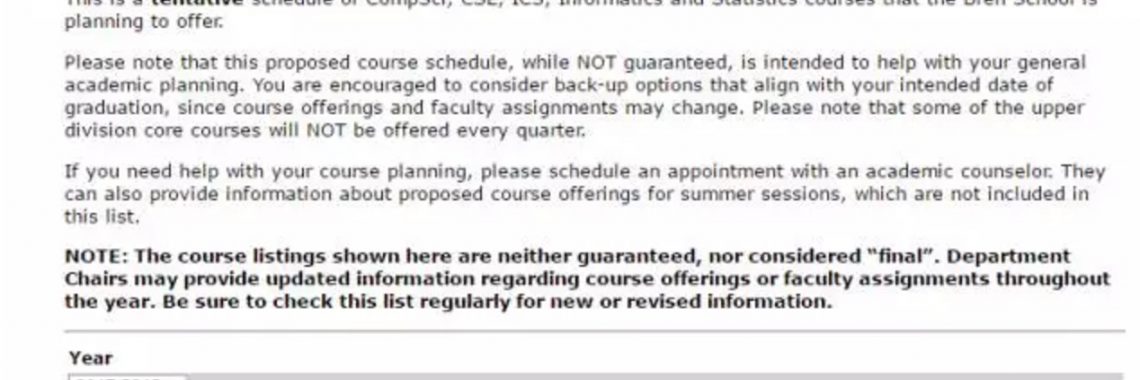 This is a tentative schedule of CompSci, CSE, ICS, Informatics and Statistics courses that the Bren School is
planning to offer.
Please note that this proposed course schedule, while NOT guaranteed, is intended to help with your general
academic planning. You are encouraged to consider back-up options that align with your intended date of
graduation, since course offerings and faculty assignments may change. Please note that some of the upper
division core courses will NOT be offered every quarter.
If you need help with your course planning, please schedule an appointment with an academic counselor. They
can also provide information about proposed course offerings for summer sessions, which are not included in
this list.
NOTE: The course listings shown here are neither guaranteed, nor considered “final”. Department
Chairs may provide updated information regarding course offerings or faculty assignments throughout
the year. Be sure to check this list regularly for new or revised information.
Year